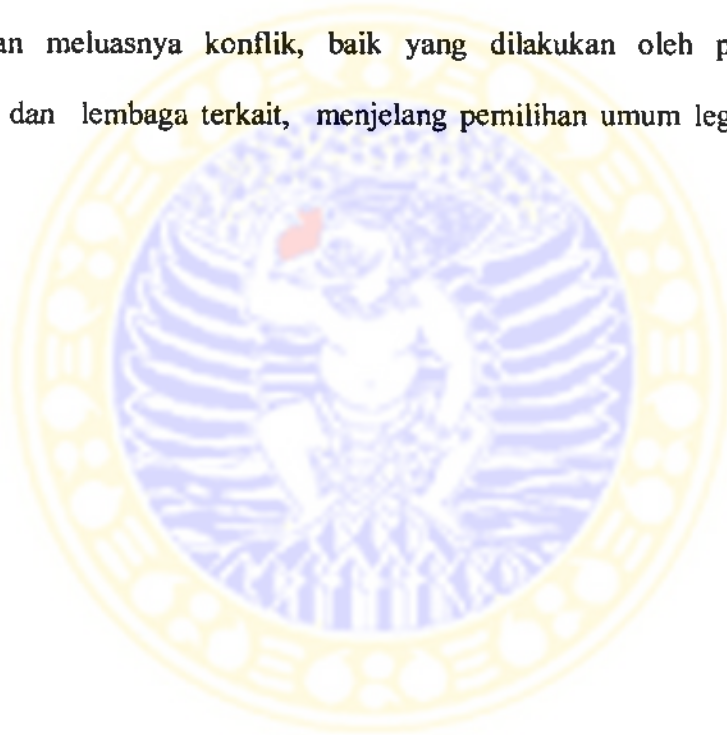 an meluasnya konflik, baik yang dilakukan oleh p
dan lembaga terkait, menjelang pemilihan umum leg